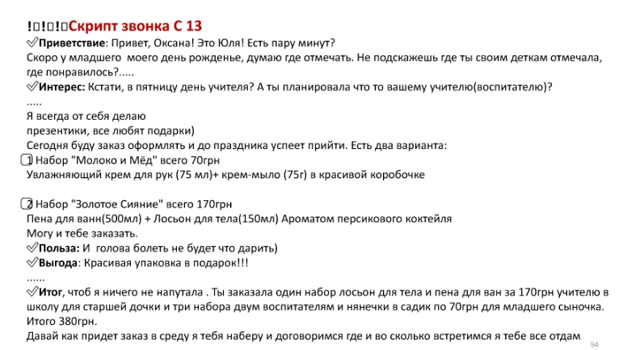 !!!Скрипт звонка С 13
✓Приветствие: Привет, Оксана! Это Юля! Есть пару минут?
Скоро у младшего моего день рожденье, думаю где отмечать. Не подскажешь где ты своим деткам отмечала,
где понравилось?.....
✓Интерес: Кстати, в пятницу день учителя? А ты планировала что то вашему учителю(воспитателю)?
.....
Я всегда от себя делаю
презентики, все любят подарки)
Сегодня буду заказ оформлять и до праздника успеет прийти. Есть два варианта:
1 Набор "Молоко и Мёд" всего 70грн
Увлажняющий крем для рук (75 мл)+ крем-мыло (75г) в красивой коробочке
2 Набор "Золотое Сияние" всего 170грн
Пена для ванн(500мл) + Лосьон для тела(150мл) Ароматом персикового коктейля
Могу и тебе заказать.
✓Польза: И голова болеть не будет что дарить)
✓Выгода: Красивая упаковка в подарок!!!
......
✓Итог, чтоб я ничего не напутала . Ты заказала один набор лосьон для тела и пена для ван за 170грн учителю в
школу для старшей дочки и три набора двум воспитателям и нянечки в садик по 70грн для младшего сыночка.
Итого 380грн.
Давай как придет заказ в среду я тебя наберу и договоримся где и во сколько встретимся я тебе все отдам
94